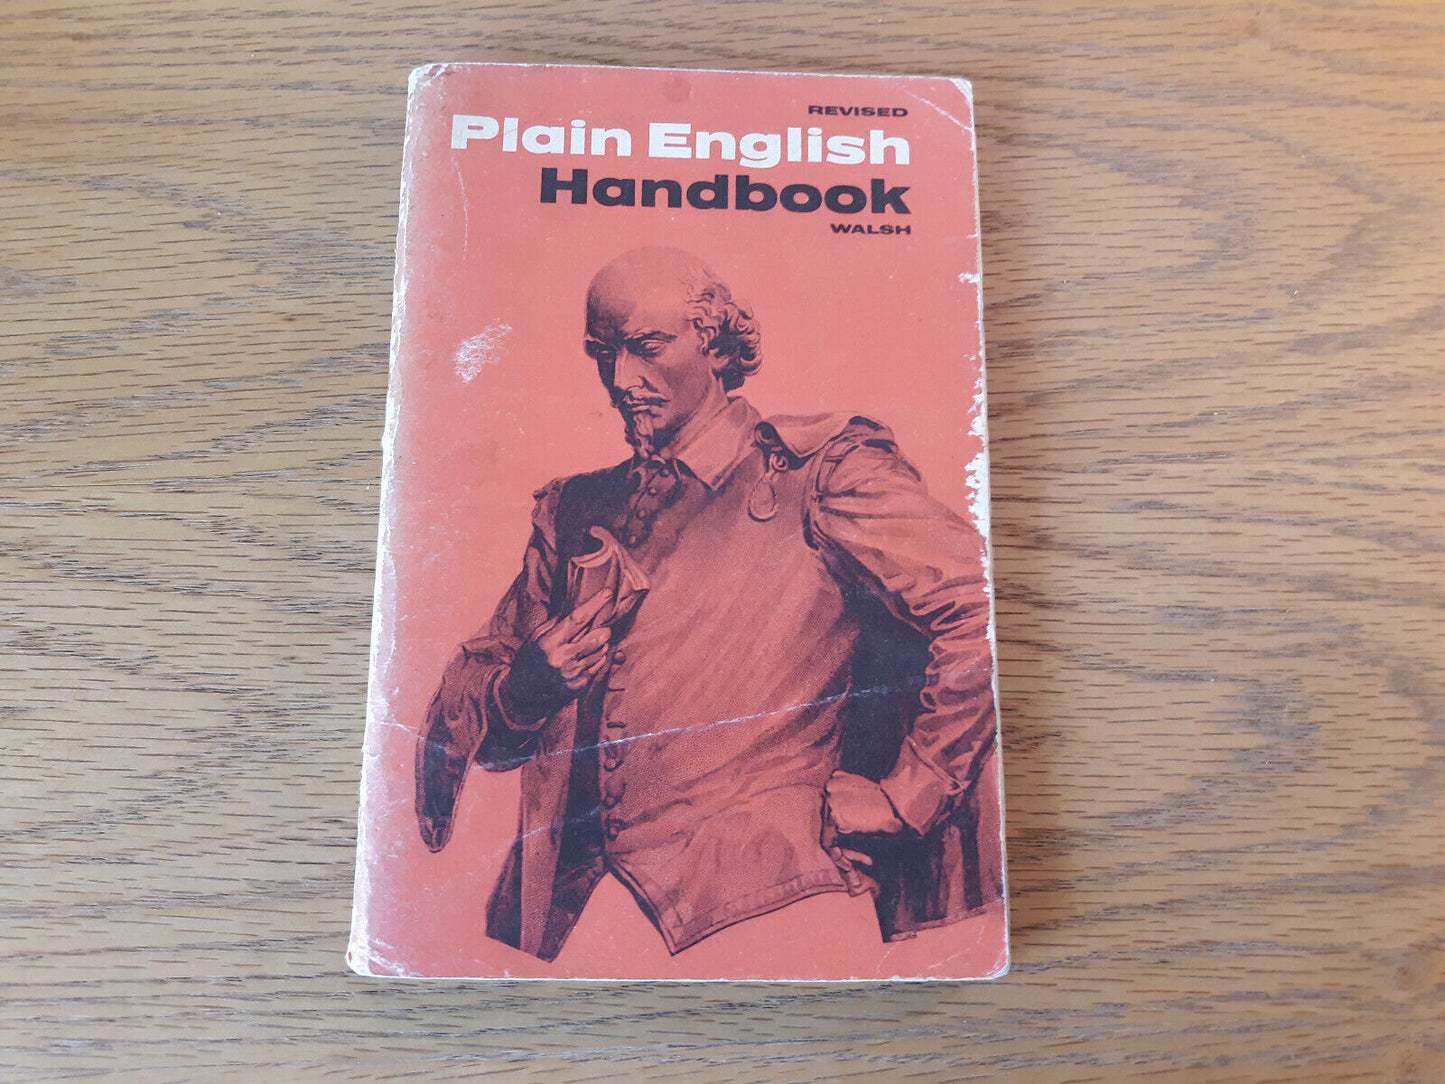 REVISED
Plain English
Handbook
WALSH